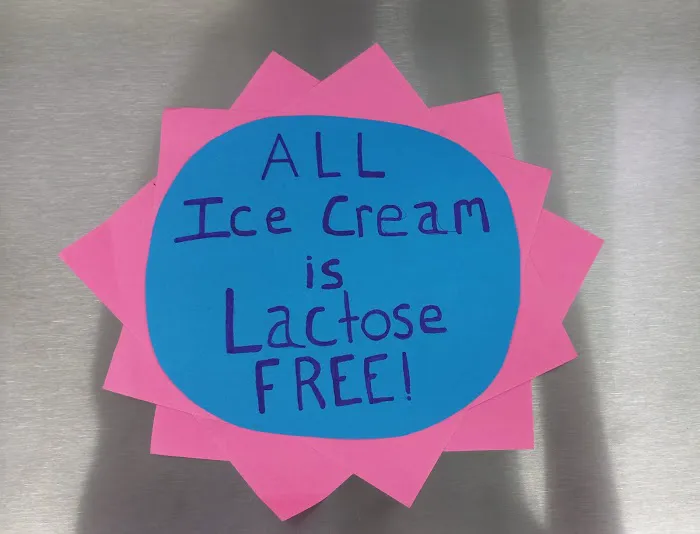 ALL
Ice Cream
is
Lactose
FREE!